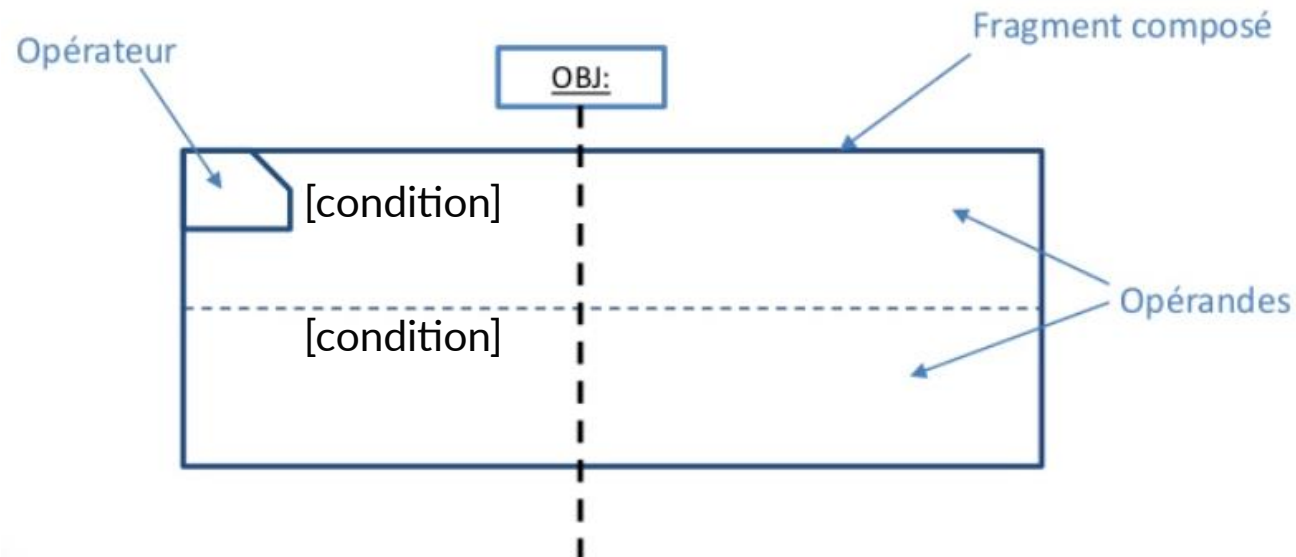 Fragment composé
Opérateur
OBJ:
[condition]
Opérandes
[condition]